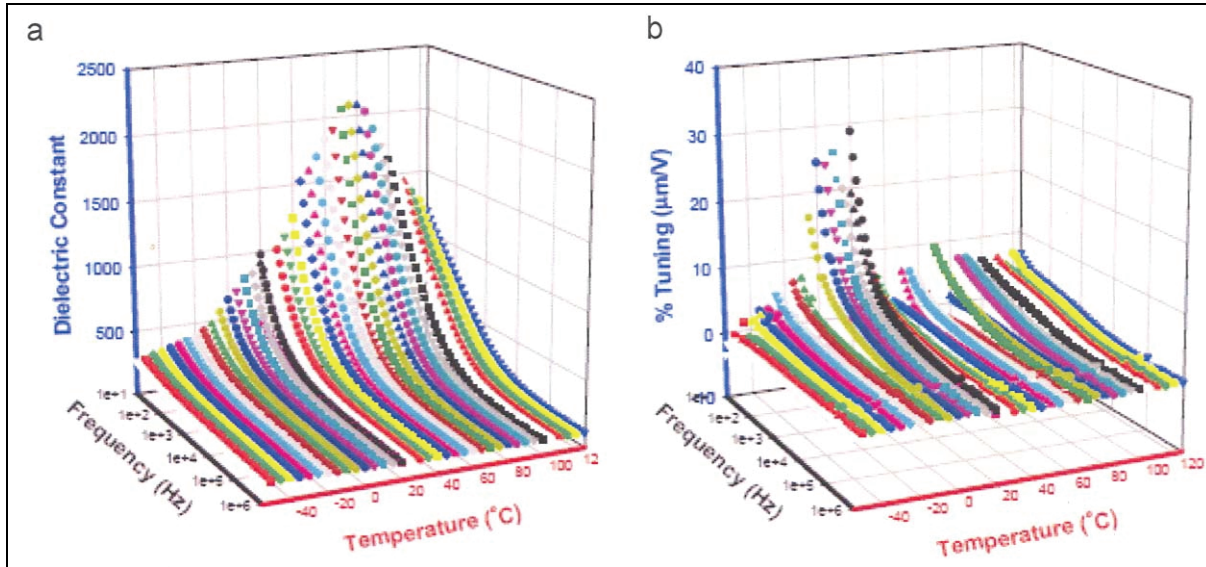 a
2500
2000
1500
1000
500
Dielectric Constant
1e+1
1e+2
1e+3
1e+4
1e+5
1e+6
Frequency (Hz)
-40
-20
0
20
40
60
80
100
12
Temperature (°C)
b
40
30
20
10
0
% Tuning (µm/V)
1e+2
1e+3
1e+4
1e+5
1e+6
Frequency (Hz)
-40
-20
0
20
40
60
80
100
120
Temperature (°C)